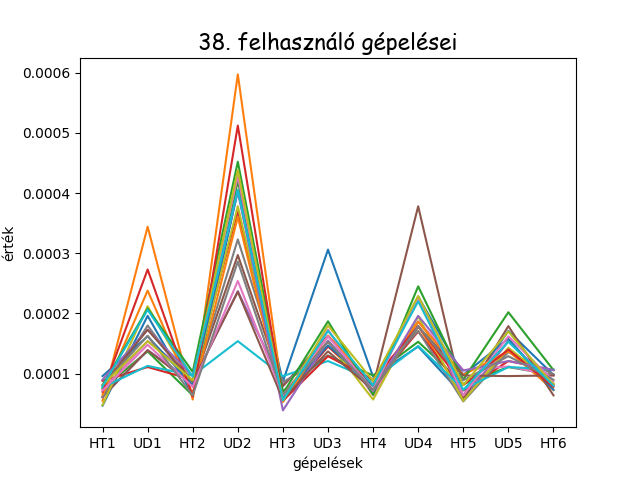 38. felhasználó gépelései
érték
0.0006
0.0005
0.0004
0.0003
0.0002
0.0001
HT1 UD1 HT2 UD2 HT3 UD3 HT4 UD4 HT5 UD5 HT6
gépelések